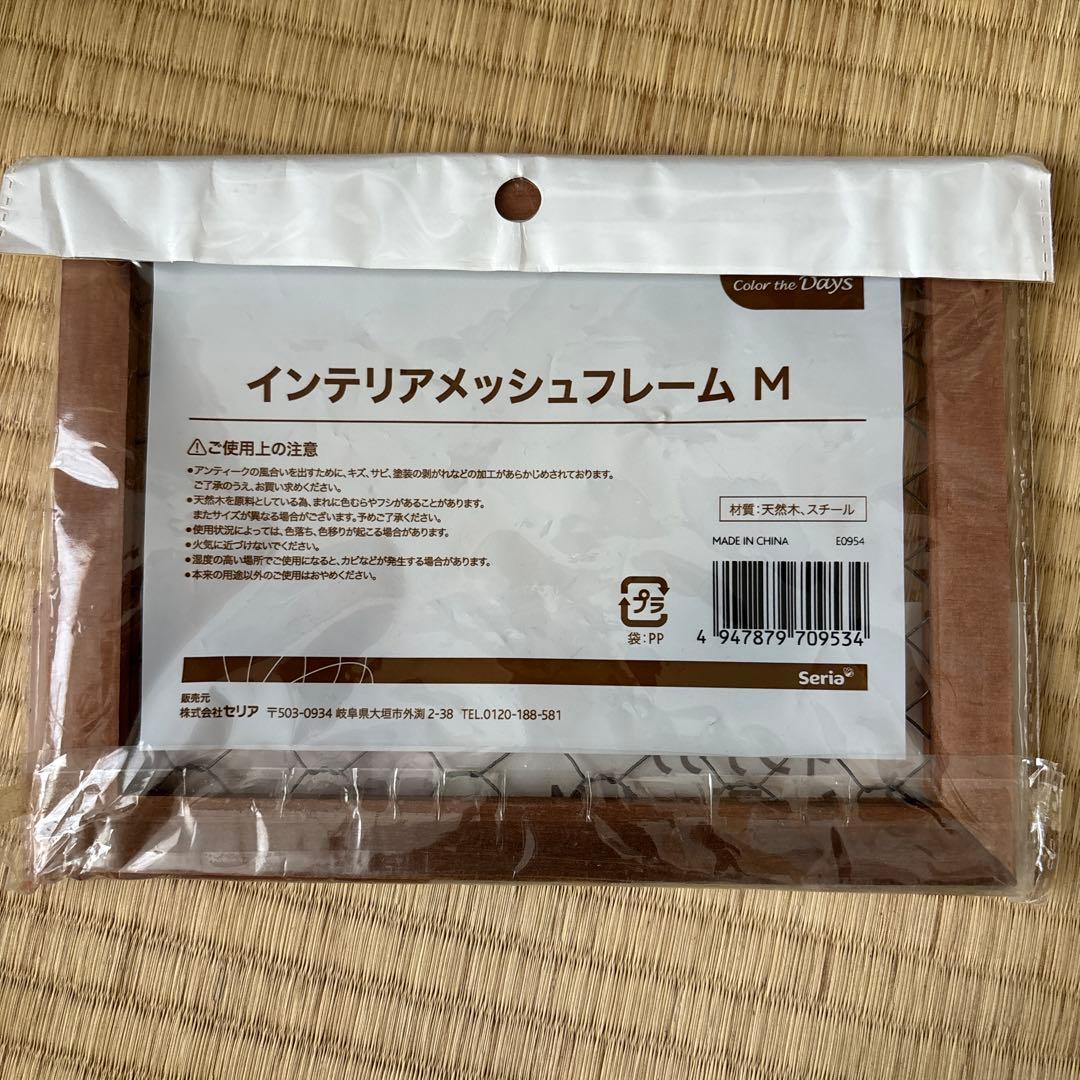 Color the Days
インテリアメッシュフレーム M
⚠ご使用上の注意
●アンティークの風合いを出すために、キズ、サビ、塗装の剥がれなどの加工があらかじめされております。
ご了承のうえ、お買い求めください。
●天然木を原料としている為、まれに色むらやフシがあることがあります。
またサイズが異なる場合がございます。予めご了承ください。
●使用状況によっては、色落ち、色移りが起こる場合があります。
●火気に近づけないでください。
●湿度の高い場所でご使用になると、カビなどが発生する場合があります。
●本来の用途以外のご使用はおやめください。
材質:天然木、スチール
MADE IN CHINA E0954
プラ
袋:PP
4 947879 709534
Seria
販売元
株式会社セリア 〒503-0934 岐阜県大垣市外渕 2-38 TEL.0120-188-581